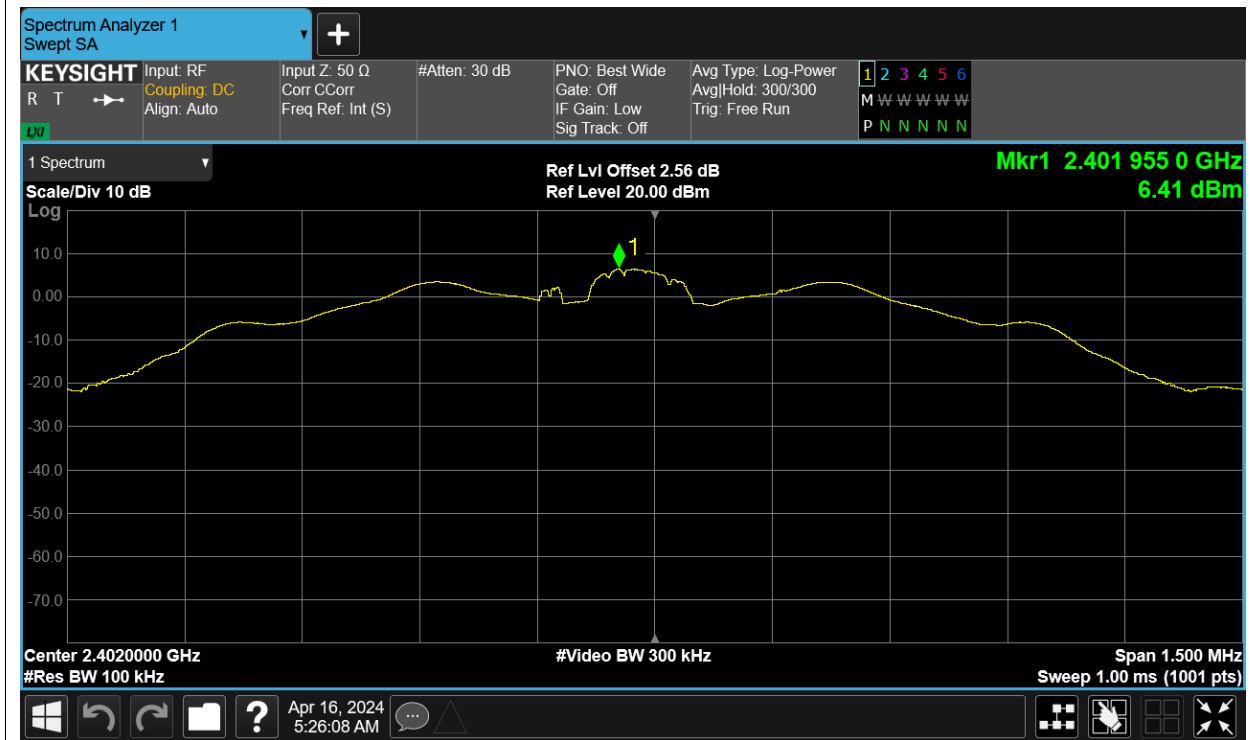 Spectrum Analyzer 1
Swept SA
KEYSIGHT
R T
LXI
Input: RF
Coupling: DC
Align: Auto
Input Z: 50 Ω
Corr CCorr
Freq Ref: Int (S)
#Atten: 30 dB
PNO: Best Wide
Gate: Off
IF Gain: Low
Sig Track: Off
Avg Type: Log-Power
Avg|Hold: 300/300
Trig: Free Run
1 2 3 4 5 6
M W W W W W
P N N N N N
1 Spectrum
Scale/Div 10 dB
Log
Ref Lvl Offset 2.56 dB
Ref Level 20.00 dBm
Mkr1 2.401 955 0 GHz
6.41 dBm
1
10.0
0.00
-10.0
-20.0
-30.0
-40.0
-50.0
-60.0
-70.0
Center 2.4020000 GHz
#Res BW 100 kHz
#Video BW 300 kHz
Span 1.500 MHz
Sweep 1.00 ms (1001 pts)
?
Apr 16, 2024
5:26:08 AM